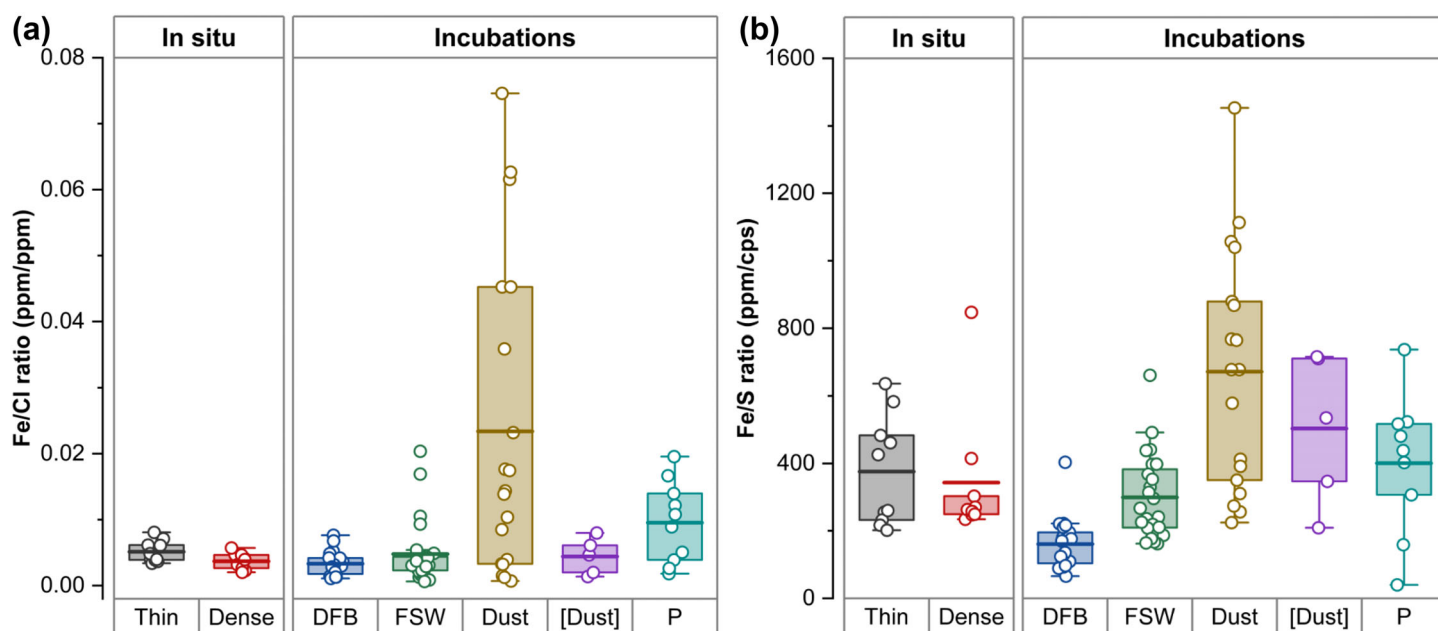 (a)
In situ
Incubations
Fe/Cl ratio (ppm/ppm)
0.08
0.06
0.04
0.02
0.00
Thin
Dense
DFB
FSW
Dust
[Dust]
P
(b)
In situ
Incubations
Fe/S ratio (ppm/cps)
1600
1200
800
400
0
Thin
Dense
DFB
FSW
Dust
[Dust]
P